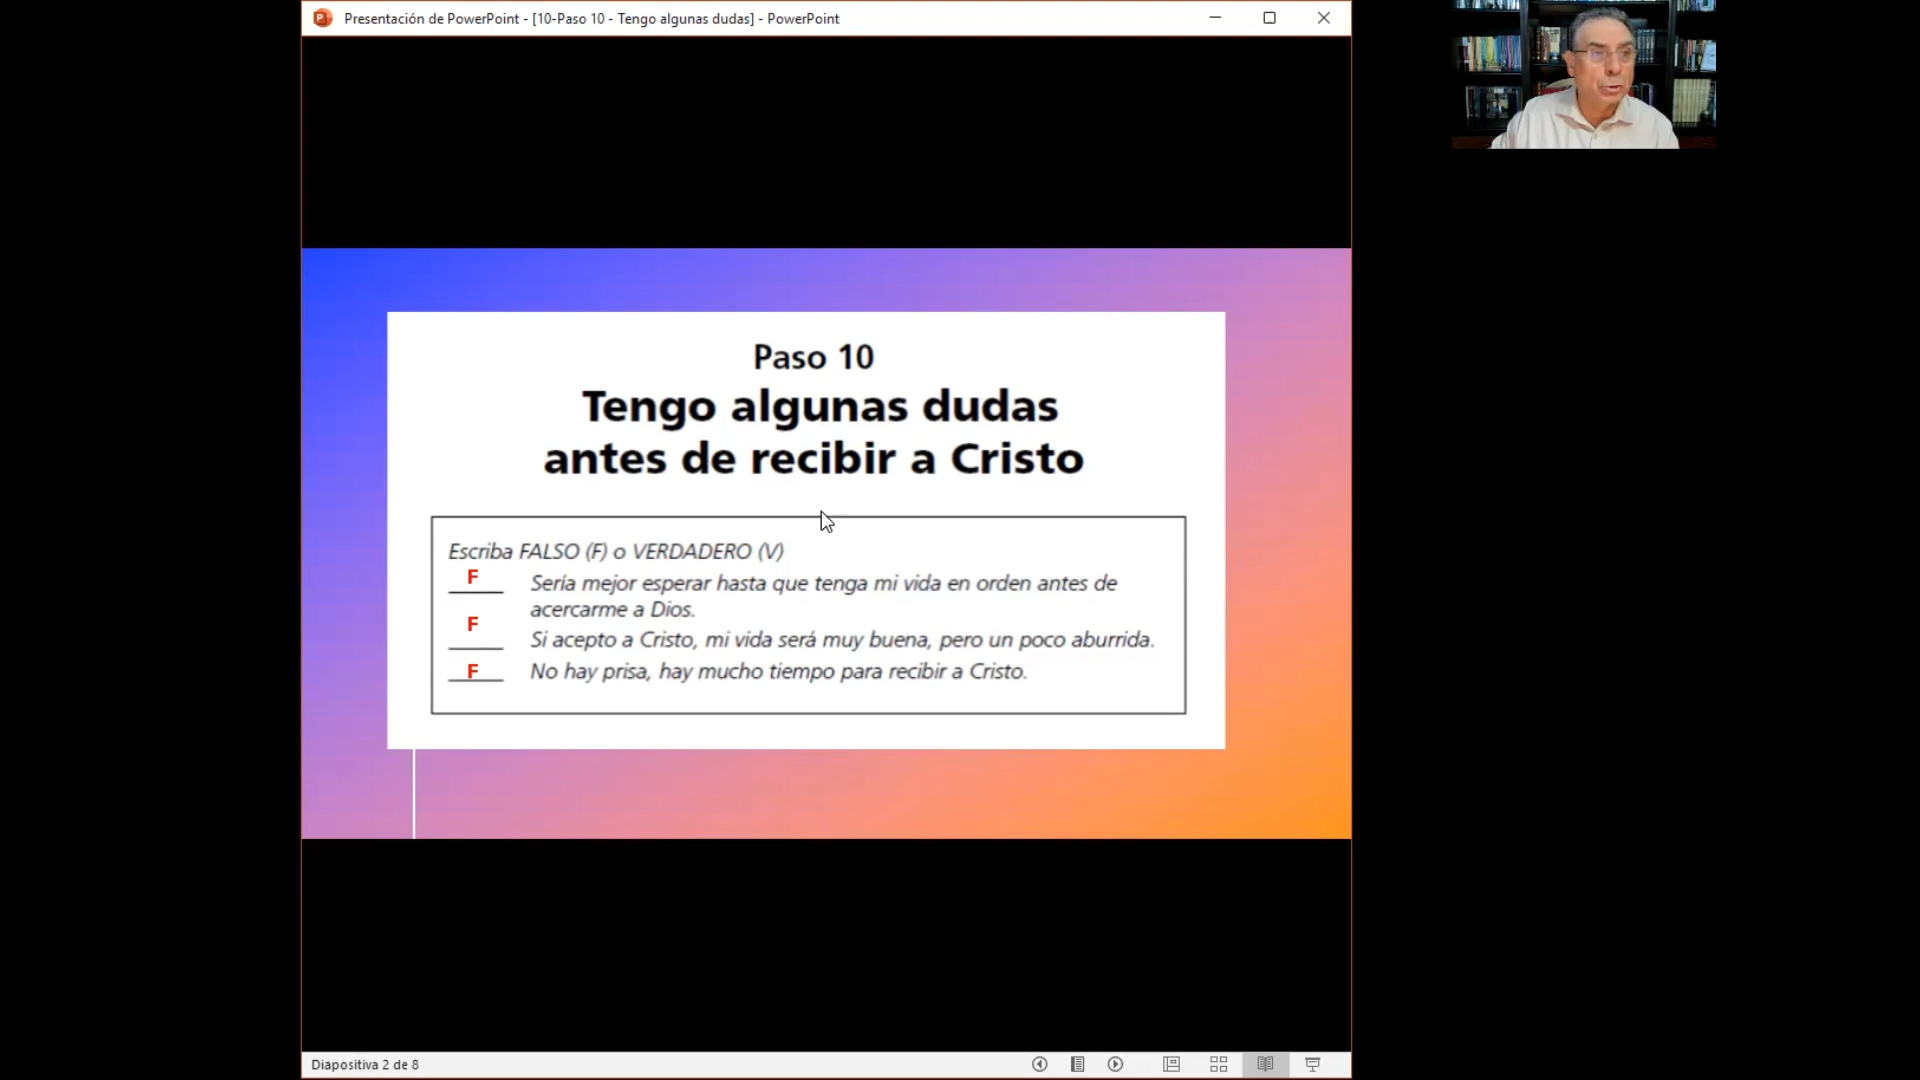 Presentación de PowerPoint - [10-Paso 10 - Tengo algunas dudas] - PowerPoint
Paso 10
Tengo algunas dudas
antes de recibir a Cristo
Escriba FALSO (F) o VERDADERO (V)
F Sería mejor esperar hasta que tenga mi vida en orden antes de
acercarme a Dios.
F Si acepto a Cristo, mi vida será muy buena, pero un poco aburrida.
F No hay prisa, hay mucho tiempo para recibir a Cristo.
Diapositiva 2 de 8